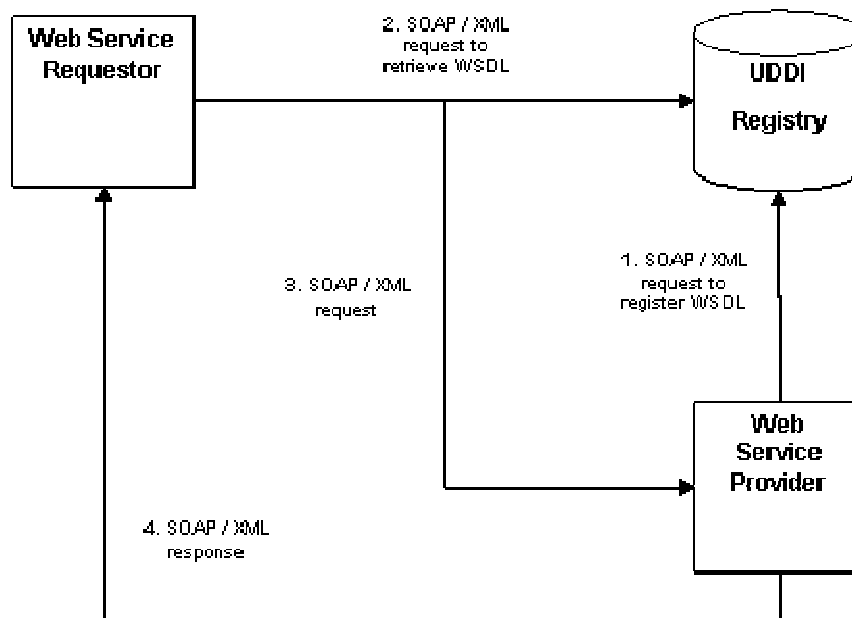 Web Service
Requestor
2. SOAP / XML
request to
retrieve WSDL
UDDI
Registry
1. SOAP / XML
request to
register WSDL
3. SOAP / XML
request
Web
Service
Provider
4. SOAP / XML
response